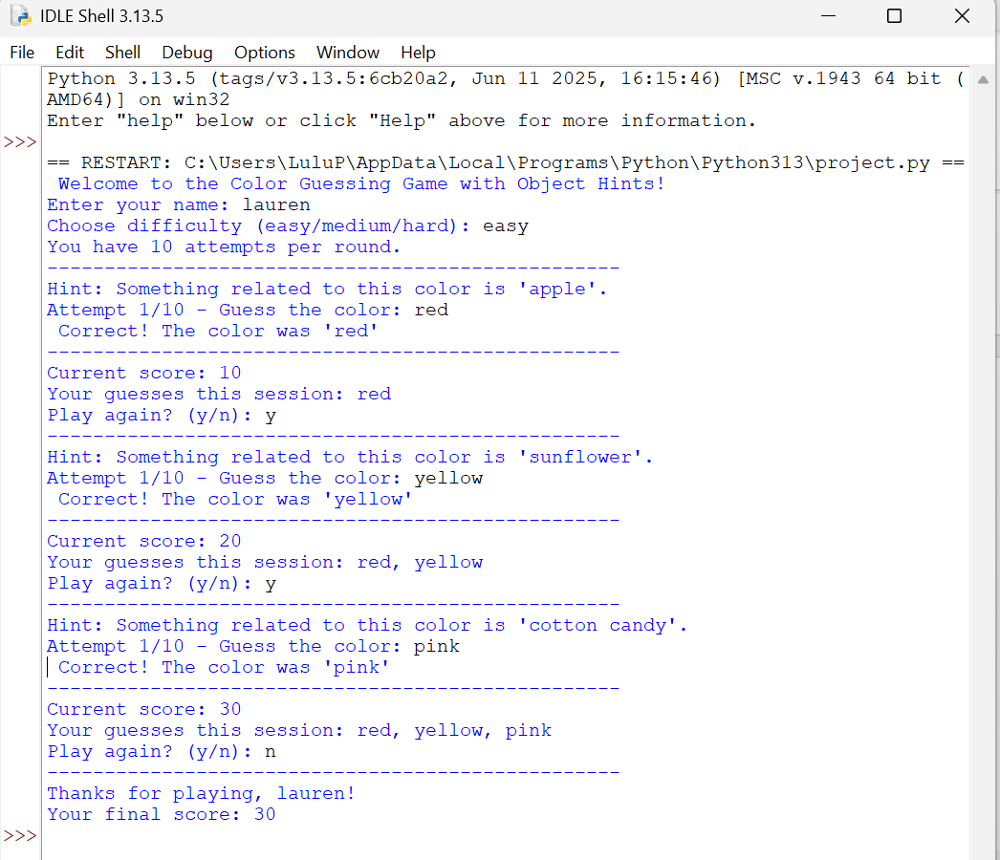 IDLE Shell 3.13.5
File Edit Shell Debug Options Window Help
Python 3.13.5 (tags/v3.13.5:6cb20a2, Jun 11 2025, 16:15:46) [MSC v.1943 64 bit (
AMD64)] on win32
Enter "help" below or click "Help" above for more information.
>>>
== RESTART: C:\Users\LuluP\AppData\Local\Programs\Python\Python313\project.py ==
Welcome to the Color Guessing Game with Object Hints!
Enter your name: lauren
Choose difficulty (easy/medium/hard): easy
You have 10 attempts per round.
--------------------------------------------------
Hint: Something related to this color is 'apple'.
Attempt 1/10 - Guess the color: red
Correct! The color was 'red'
--------------------------------------------------
Current score: 10
Your guesses this session: red
Play again? (y/n): y
--------------------------------------------------
Hint: Something related to this color is 'sunflower'.
Attempt 1/10 - Guess the color: yellow
Correct! The color was 'yellow'
--------------------------------------------------
Current score: 20
Your guesses this session: red, yellow
Play again? (y/n): y
--------------------------------------------------
Hint: Something related to this color is 'cotton candy'.
Attempt 1/10 - Guess the color: pink
Correct! The color was 'pink'
--------------------------------------------------
Current score: 30
Your guesses this session: red, yellow, pink
Play again? (y/n): n
--------------------------------------------------
Thanks for playing, lauren!
Your final score: 30
>>>